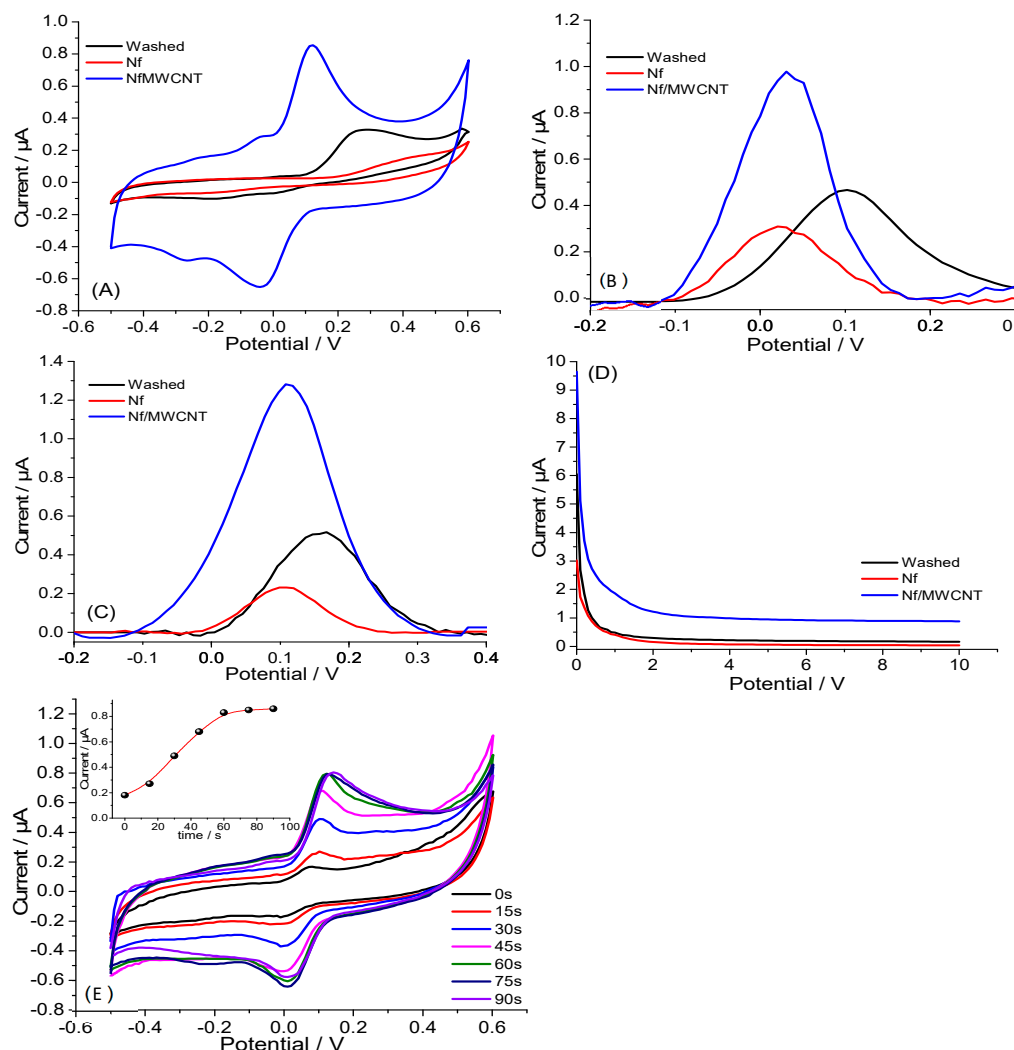 Washed
Nf
NfMWCNT
Current / µA
1.0
0.8
0.6
0.4
0.2
0.0
-0.2
-0.4
-0.6
-0.8
(A)
-0.6 -0.4 -0.2 0.0 0.2 0.4 0.6
Potential / V
Washed
Nf
Nf/MWCNT
Current / µA
1.2
1.0
0.8
0.6
0.4
0.2
0.0
(B)
-0.2 -0.1 0.0 0.1 0.2 0.
Potential / V
Washed
Nf
Nf/MWCNT
Current / µA
1.4
1.3
1.2
1.0
0.8
0.6
0.4
0.2
0.0
(C)
-0.2 -0.1 0.0 0.1 0.2 0.3 0.4
Potential / V
(D)
Current / µA
10
9
8
7
6
5
4
3
2
1
0
Washed
Nf
Nf/MWCNT
0 2 4 6 8 10
Potential / V
Current / µA
1.2
1.0
0.8
0.6
0.4
0.2
0.0
-0.2
-0.4
-0.6
-0.8
Current / µA
0.8
0.6
0.4
0.2
0.0
0 20 40 60 80 100
time / s
0s
15s
30s
45s
60s
75s
90s
(E)
-0.6 -0.4 -0.2 0.0 0.2 0.4 0.6
Potential / V